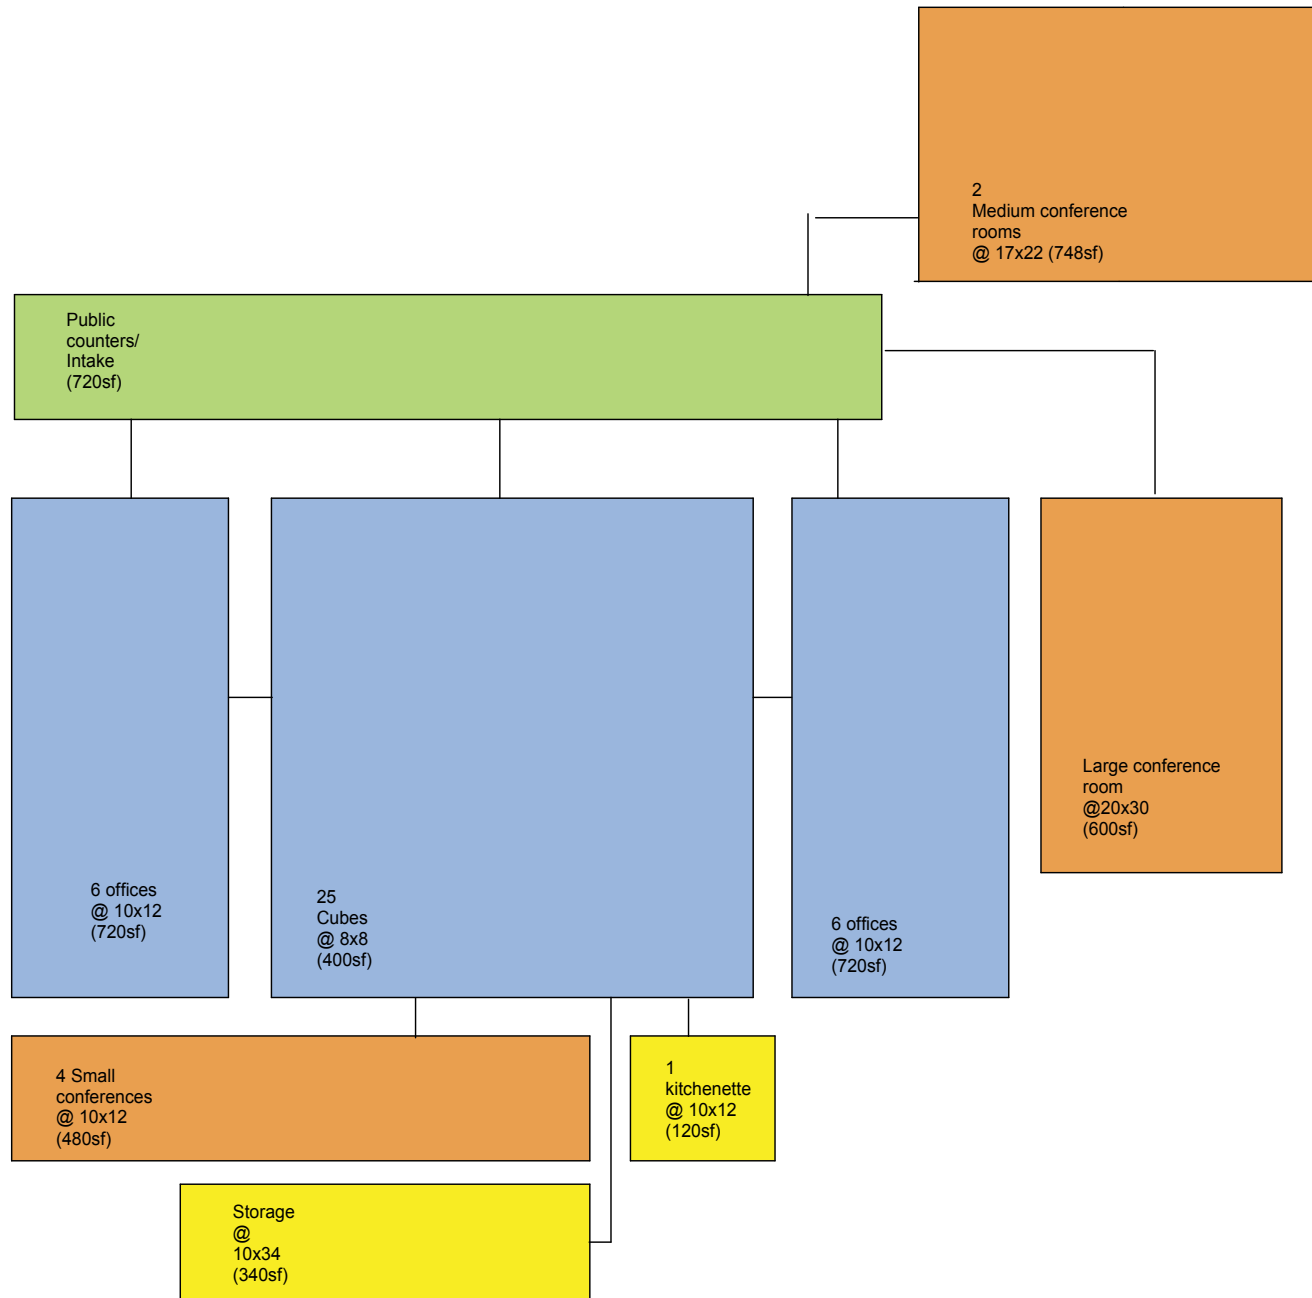 2
Medium conference
rooms
@ 17x22 (748sf)
Public
counters/
Intake
(720sf)
Large conference
room
@20x30
(600sf)
6 offices
@ 10x12
(720sf)
25
Cubes
@ 8x8
(400sf)
6 offices
@ 10x12
(720sf)
4 Small
conferences
@ 10x12
(480sf)
1
kitchenette
@ 10x12
(120sf)
Storage
@
10x34
(340sf)